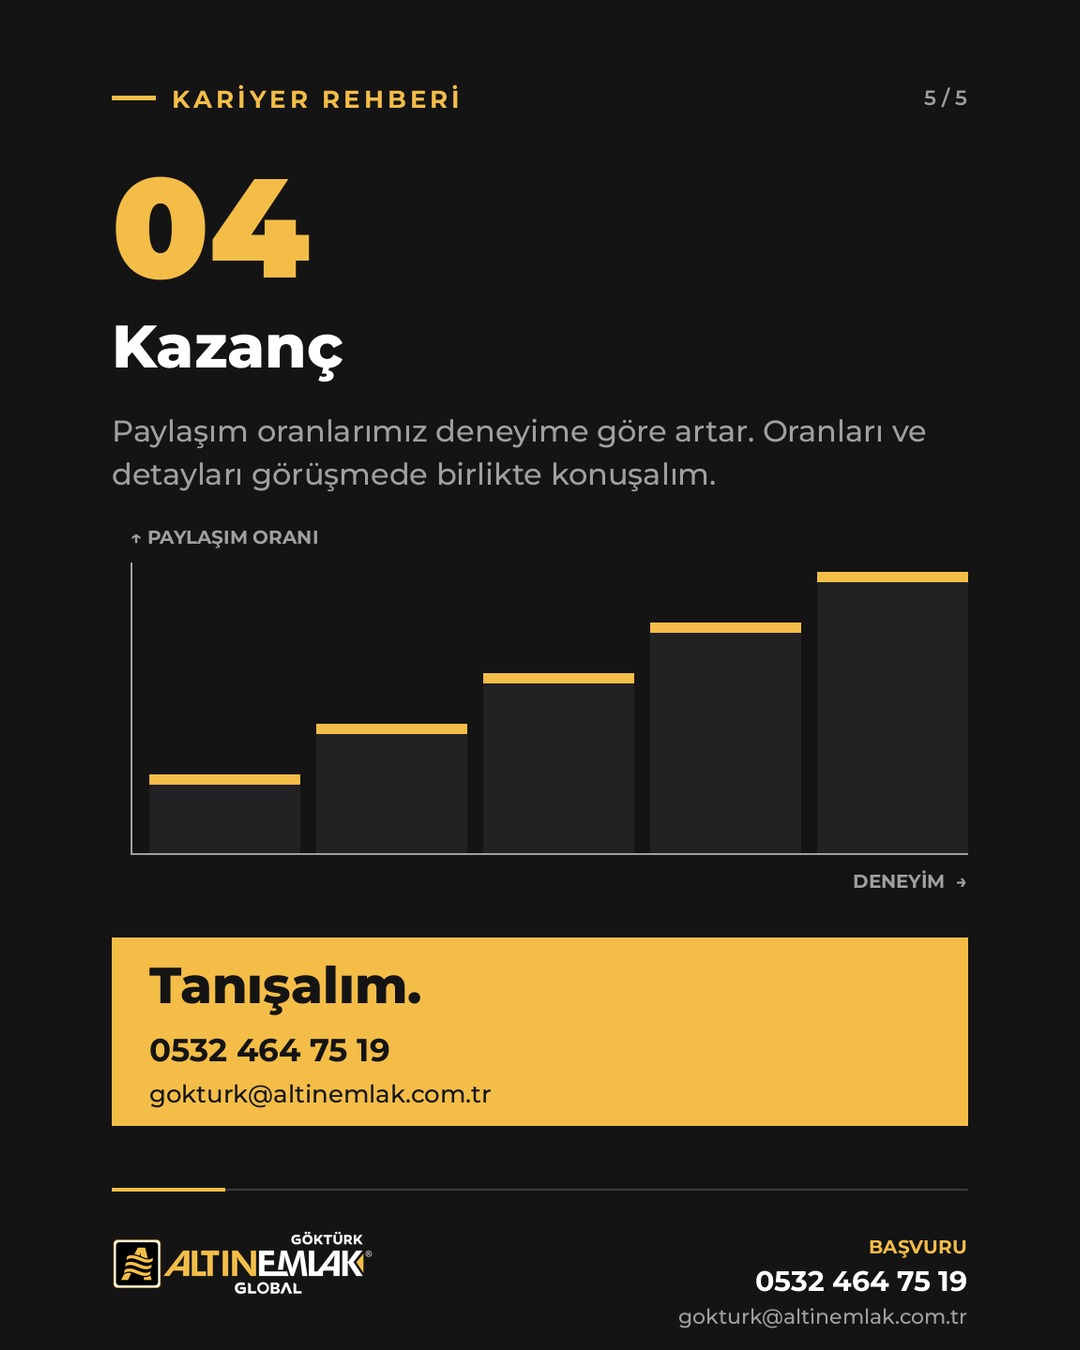 KARİYER REHBERİ
5 / 5
04
Kazanç
Paylaşım oranlarımız deneyime göre artar. Oranları ve
detayları görüşmede birlikte konuşalım.
↑ PAYLAŞIM ORANI
DENEYİM →
Tanışalım.
0532 464 75 19
gokturk@altinemlak.com.tr
GÖKTÜRK
ALTINEMLAK®
GLOBAL
BAŞVURU
0532 464 75 19
gokturk@altinemlak.com.tr